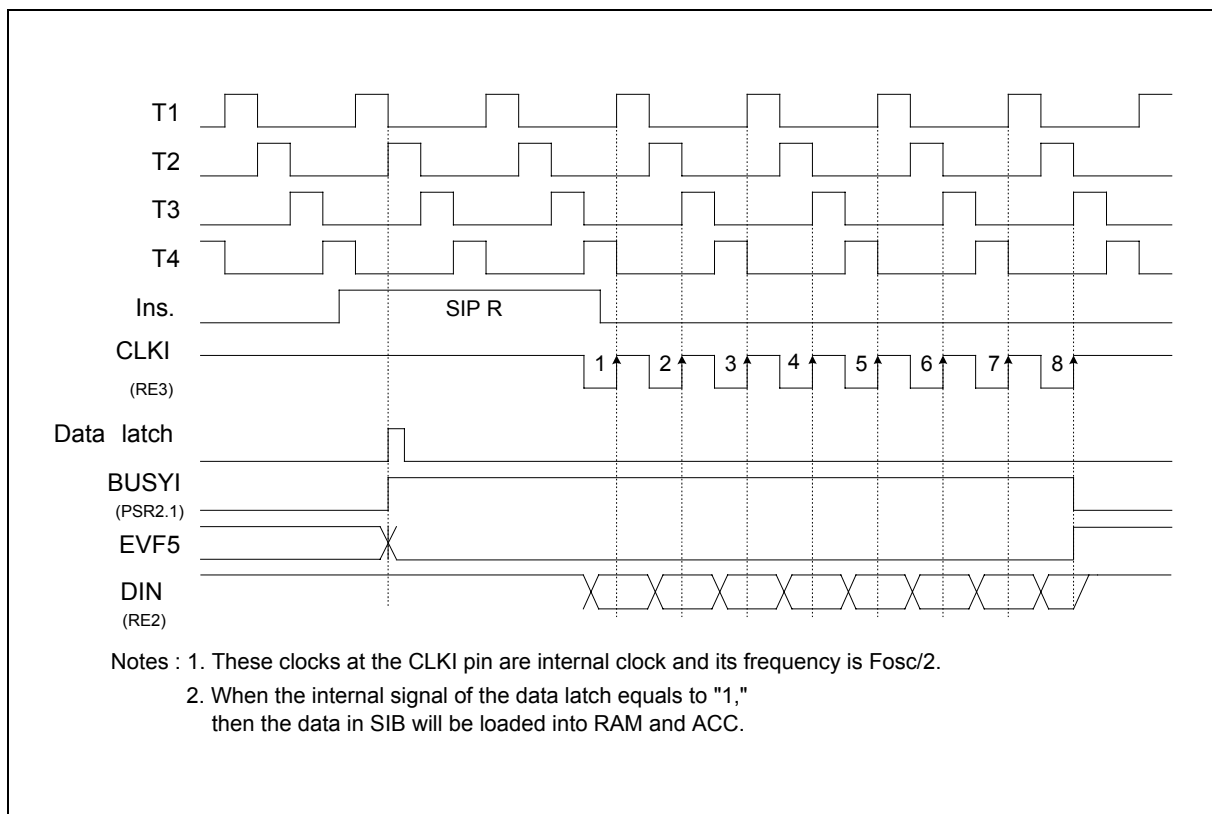 T1
T2
T3
T4
Ins.
SIP R
CLKI
1 2 3 4 5 6 7 8
(RE3)
Data latch
BUSYI
(PSR2.1)
EVF5
DIN
(RE2)
Notes : 1. These clocks at the CLKI pin are internal clock and its frequency is Fosc/2.
2. When the internal signal of the data latch equals to "1,"
then the data in SIB will be loaded into RAM and ACC.